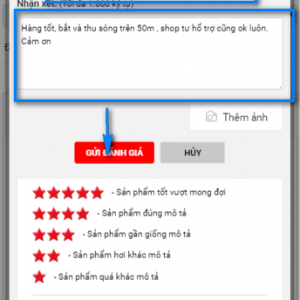 Nhận xét: (Tối đa 1.000 ký tự)
Hàng tốt, bắt và thu sóng trên 50m , shop tư hổ trợ cũng ok luôn.
Cảm ơn
Thêm ảnh
GỬI ĐÁNH GIÁ
HỦY
- Sản phẩm tốt vượt mong đợi
- Sản phẩm đúng mô tả
- Sản phẩm gần giống mô tả
- Sản phẩm hơi khác mô tả
- Sản phẩm quá khác mô tả